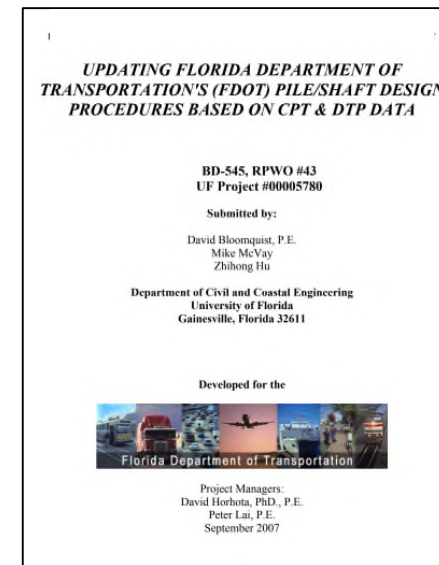 UPDATING FLORIDA DEPARTMENT OF
TRANSPORTATION'S (FDOT) PILE/SHAFT DESIGN
PROCEDURES BASED ON CPT & DTP DATA
BD-545, RPWO #43
UF Project #00005780
Submitted by:
David Bloomquist, P.E.
Mike McVay
Zhihong Hu
Department of Civil and Coastal Engineering
University of Florida
Gainesville, Florida 32611
Developed for the
Florida Department of Transportation
Project Managers:
David Horhota, PhD., P.E.
Peter Lai, P.E.
September 2007